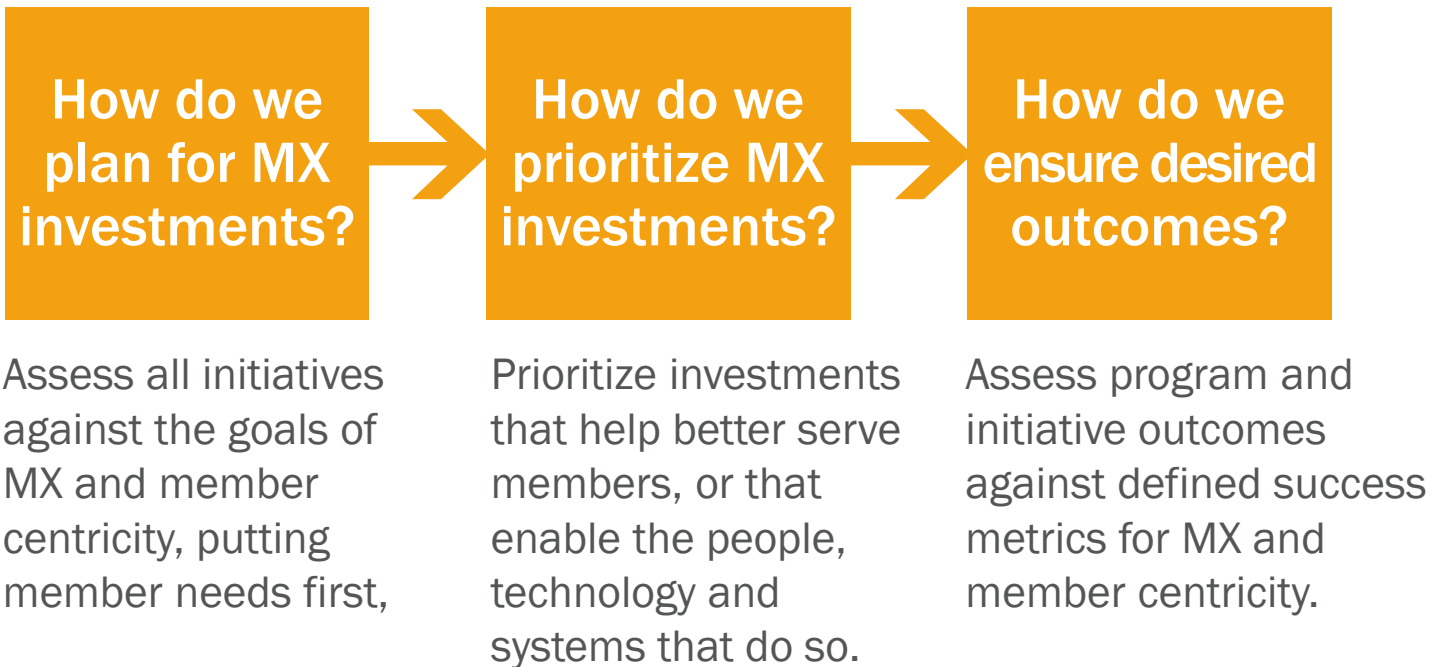 How do we
plan for MX
investments?
How do we
prioritize MX
investments?
How do we
ensure desired
outcomes?
Assess all initiatives
against the goals of
MX and member
centricity, putting
member needs first,
Prioritize investments
that help better serve
members, or that
enable the people,
technology and
systems that do so.
Assess program and
initiative outcomes
against defined success
metrics for MX and
member centricity.